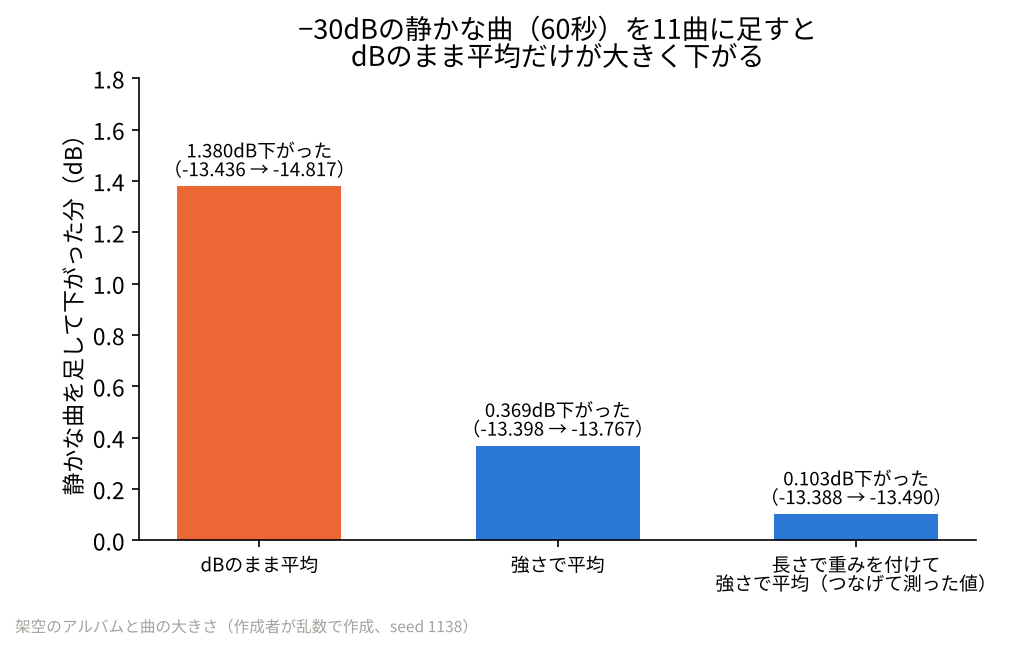 −30dBの静かな曲（60秒）を11曲に足すと
dBのまま平均だけが大きく下がる
静かな曲を足して下がった分（dB）
1.8
1.6
1.4
1.2
1.0
0.8
0.6
0.4
0.2
0.0
1.380dB下がった
（-13.436 → -14.817）
0.369dB下がった
（-13.398 → -13.767）
0.103dB下がった
（-13.388 → -13.490）
dBのまま平均
強さで平均
長さで重みを付けて
強さで平均（つなげて測った値）
架空のアルバムと曲の大きさ（作成者が乱数で作成、seed 1138）